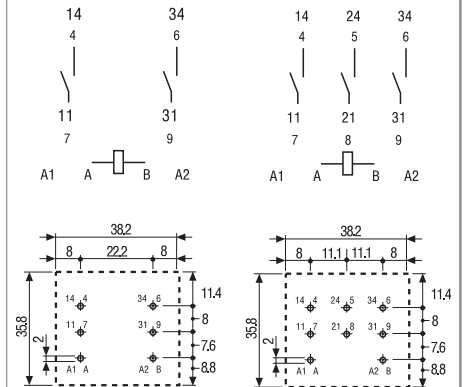 14 34
4 6
11 31
7 9
A1 A B A2
14 24 34
4 5 6
11 21 31
7 8 9
A1 A B A2
38.2
8 22.2 8
35.8
2
11.4
8
7.6
8.8
14 4 34 6
11 7 31 9
A1 A A2 B
38.2
8 11.1 11.1 8
35.8
2
11.4
8
7.6
8.8
14 4 24 5 34 6
11 7 21 8 31 9
A1 A A2 B